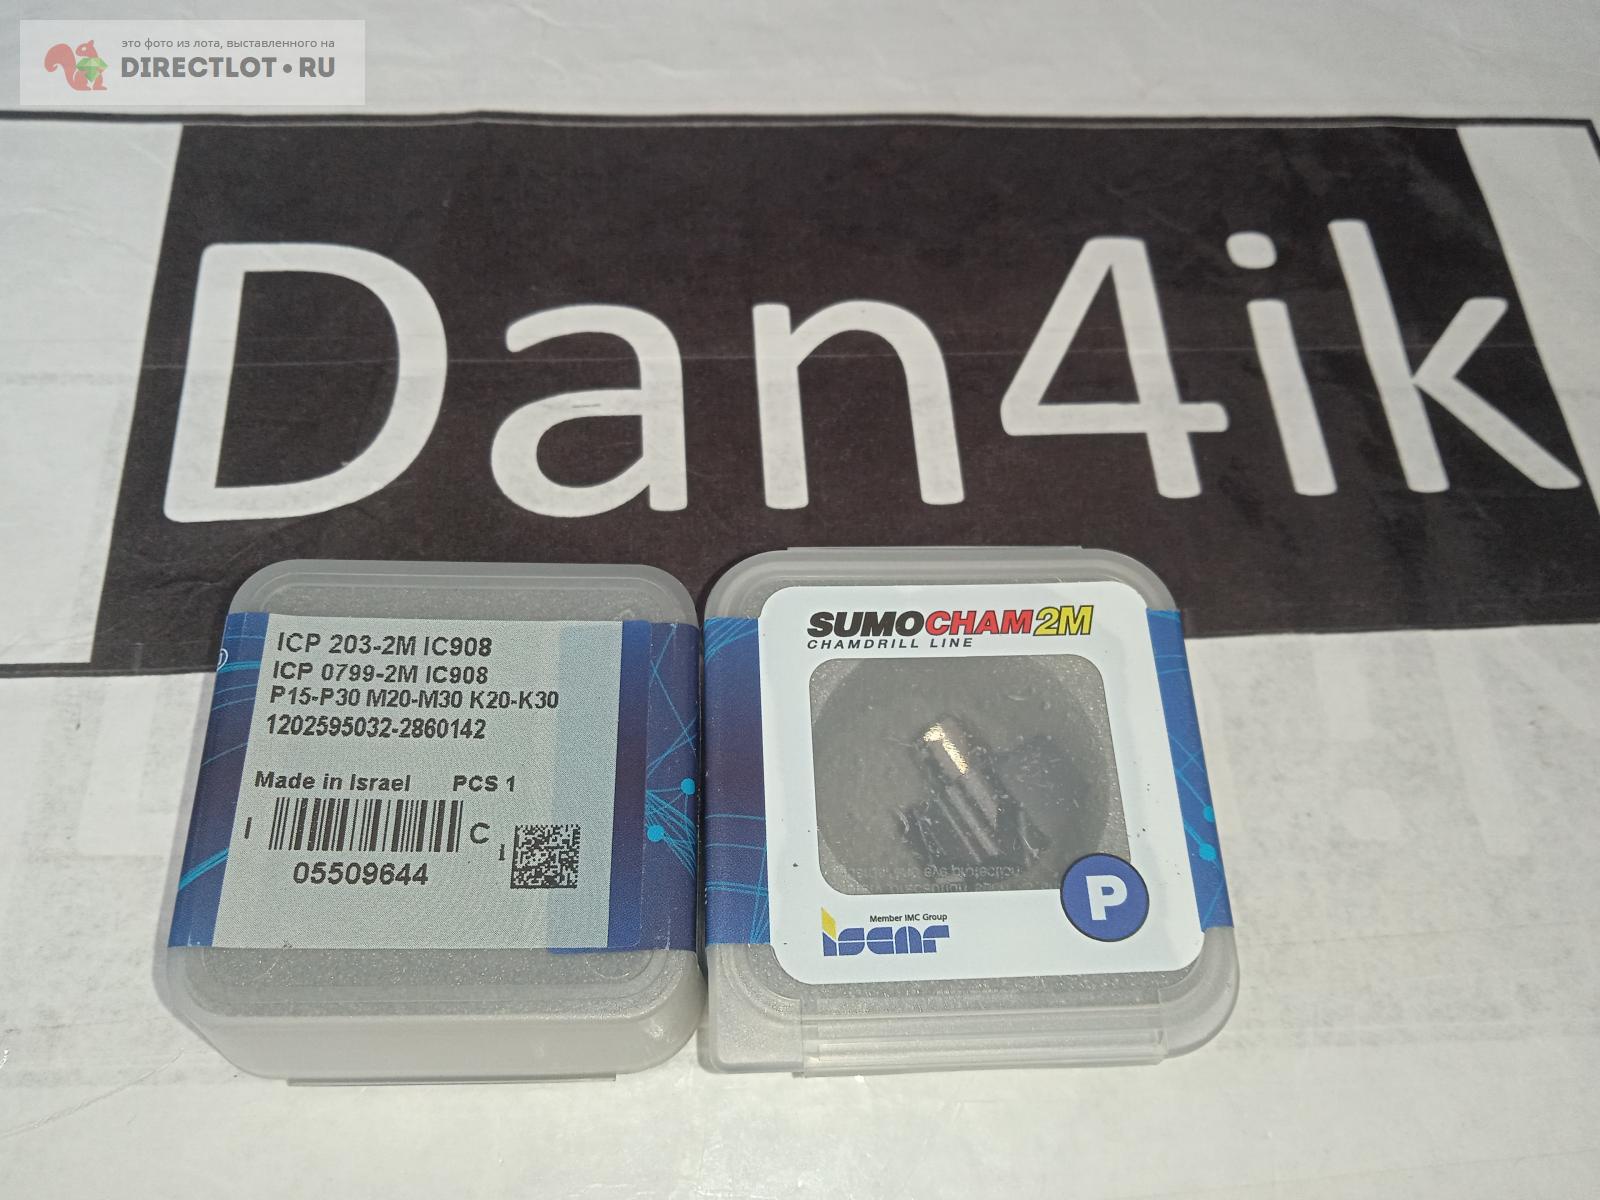 это фото из лота, выставленного на
DIRECTLOT•RU
Dan4ik
ICP 203-2M IC908
ICP 0799-2M IC908
P15-P30 M20-M30 K20-K30
1202595032-2860142
Made in Israel PCS 1
I C I
05509644
SUMOCHAM2M
CHAMDRILL LINE
P
Member IMC Group
iscar